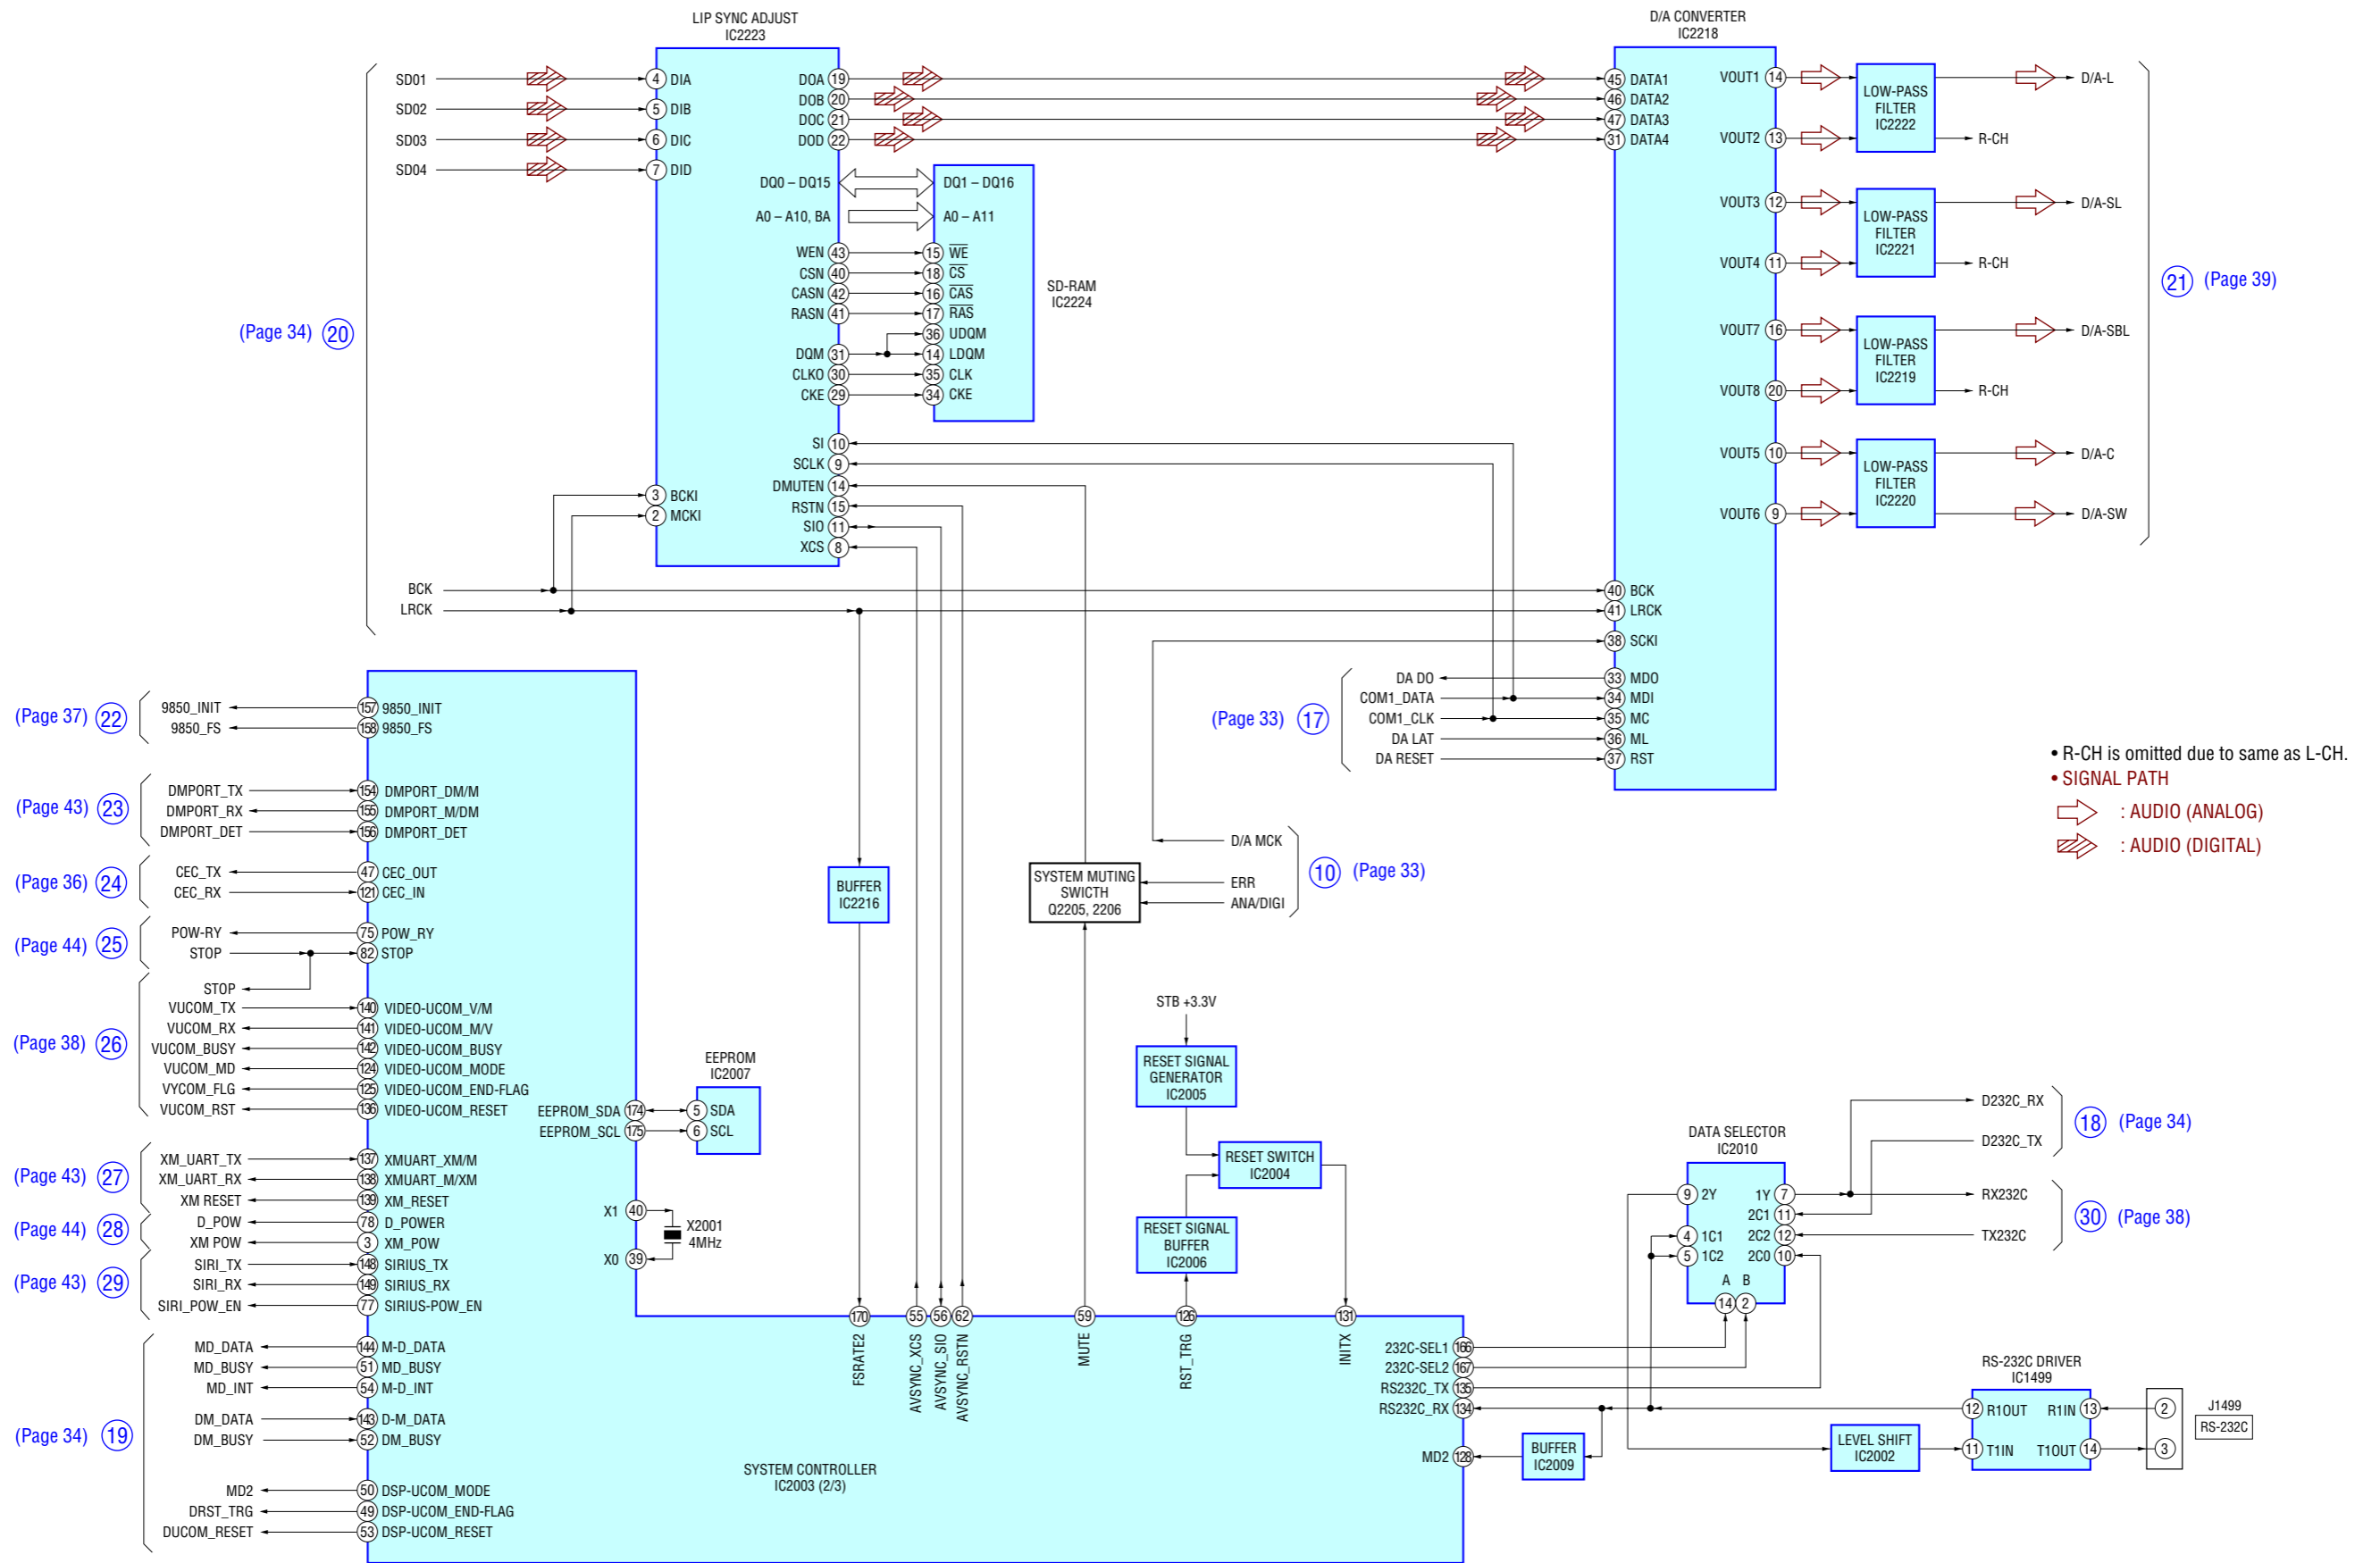 LIP SYNC ADJUST
IC2223
D/A CONVERTER
IC2218
SD01
SD02
SD03
SD04
4 DIA
5 DIB
6 DIC
7 DID
DOA 19
DOB 20
DOC 21
DOD 22
DQ0 – DQ15
A0 – A10, BA
WEN 43
CSN 40
CASN 42
RASN 41
DQM 31
CLKO 30
CKE 29
SI 10
SCLK 9
DMUTEN 14
RSTN 15
SIO 11
XCS 8
3 BCKI
2 MCKI
DQ1 – DQ16
A0 – A11
15 WE
18 CS
16 CAS
17 RAS
36 UDQM
14 LDQM
35 CLK
34 CKE
SD-RAM
IC2224
(Page 34) 20
BCK
LRCK
45 DATA1
46 DATA2
47 DATA3
31 DATA4
VOUT1 14
VOUT2 13
VOUT3 12
VOUT4 11
VOUT7 16
VOUT8 20
VOUT5 10
VOUT6 9
40 BCK
41 LRCK
38 SCKI
33 MDO
34 MDI
35 MC
36 ML
37 RST
LOW-PASS
FILTER
IC2222
LOW-PASS
FILTER
IC2221
LOW-PASS
FILTER
IC2219
LOW-PASS
FILTER
IC2220
D/A-L
R-CH
D/A-SL
R-CH
D/A-SBL
R-CH
D/A-C
D/A-SW
21 (Page 39)
DA DO
COM1_DATA
COM1_CLK
DA LAT
DA RESET
(Page 33) 17
D/A MCK
ERR
ANA/DIGI
10 (Page 33)
• R-CH is omitted due to same as L-CH.
• SIGNAL PATH
: AUDIO (ANALOG)
: AUDIO (DIGITAL)
BUFFER
IC2216
SYSTEM MUTING
SWICTH
Q2205, 2206
(Page 37) 22
9850_INIT
9850_FS
157 9850_INIT
158 9850_FS
(Page 43) 23
DMPORT_TX
DMPORT_RX
DMPORT_DET
154 DMPORT_DM/M
155 DMPORT_M/DM
156 DMPORT_DET
(Page 36) 24
CEC_TX
CEC_RX
47 CEC_OUT
121 CEC_IN
(Page 44) 25
POW-RY
STOP
75 POW_RY
82 STOP
(Page 38) 26
STOP
VUCOM_TX
VUCOM_RX
VUCOM_BUSY
VUCOM_MD
VYCOM_FLG
VUCOM_RST
140 VIDEO-UCOM_V/M
141 VIDEO-UCOM_M/V
142 VIDEO-UCOM_BUSY
124 VIDEO-UCOM_MODE
125 VIDEO-UCOM_END-FLAG
136 VIDEO-UCOM_RESET
(Page 43) 27
XM_UART_TX
XM_UART_RX
XM RESET
137 XMUART_XM/M
138 XMUART_M/XM
139 XM_RESET
(Page 44) 28
D_POW
XM POW
78 D_POWER
3 XM_POW
(Page 43) 29
SIRI_TX
SIRI_RX
SIRI_POW_EN
148 SIRIUS_TX
149 SIRIUS_RX
77 SIRIUS-POW_EN
(Page 34) 19
MD_DATA
MD_BUSY
MD_INT
DM_DATA
DM_BUSY
MD2
DRST_TRG
DUCOM_RESET
144 M-D_DATA
51 MD_BUSY
54 M-D_INT
143 D-M_DATA
52 DM_BUSY
50 DSP-UCOM_MODE
49 DSP-UCOM_END-FLAG
53 DSP-UCOM_RESET
EEPROM
IC2007
EEPROM_SDA 174
EEPROM_SCL 175
5 SDA
6 SCL
X1 40
X0 39
X2001
4MHz
170 FSRATE2
55 AVSYNC_XCS
56 AVSYNC_SIO
62 AVSYNC_RSTN
59 MUTE
126 RST_TRG
131 INITX
SYSTEM CONTROLLER
IC2003 (2/3)
STB +3.3V
RESET SIGNAL
GENERATOR
IC2005
RESET SWITCH
IC2004
RESET SIGNAL
BUFFER
IC2006
232C-SEL1 166
232C-SEL2 167
RS232C_TX 135
RS232C_RX 134
MD2 128
BUFFER
IC2009
DATA SELECTOR
IC2010
9 2Y
4 1C1
5 1C2
1Y 7
2C1 11
2C2 12
2C0 10
A B
14 2
D232C_RX
D232C_TX
18 (Page 34)
RX232C
TX232C
30 (Page 38)
LEVEL SHIFT
IC2002
RS-232C DRIVER
IC1499
12 R1OUT
11 T1IN
R1IN 13
T1OUT 14
2
3
J1499
RS-232C